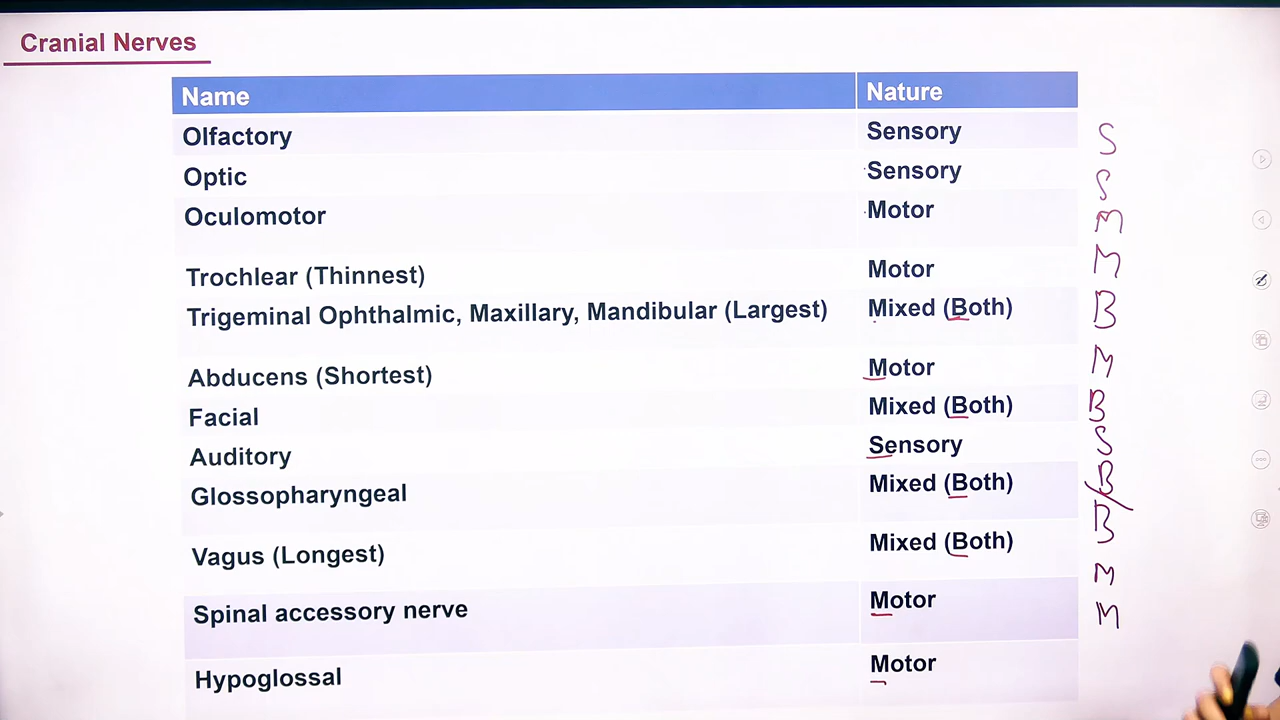 Cranial Nerves
Name Nature
Olfactory Sensory S
Optic Sensory S
Oculomotor Motor M
Trochlear (Thinnest) Motor M
Trigeminal Ophthalmic, Maxillary, Mandibular (Largest) Mixed (Both) B
Abducens (Shortest) Motor M
Facial Mixed (Both) B
Auditory Sensory S
Glossopharyngeal Mixed (Both) B
Vagus (Longest) Mixed (Both) B
Spinal accessory nerve Motor M
Hypoglossal Motor M